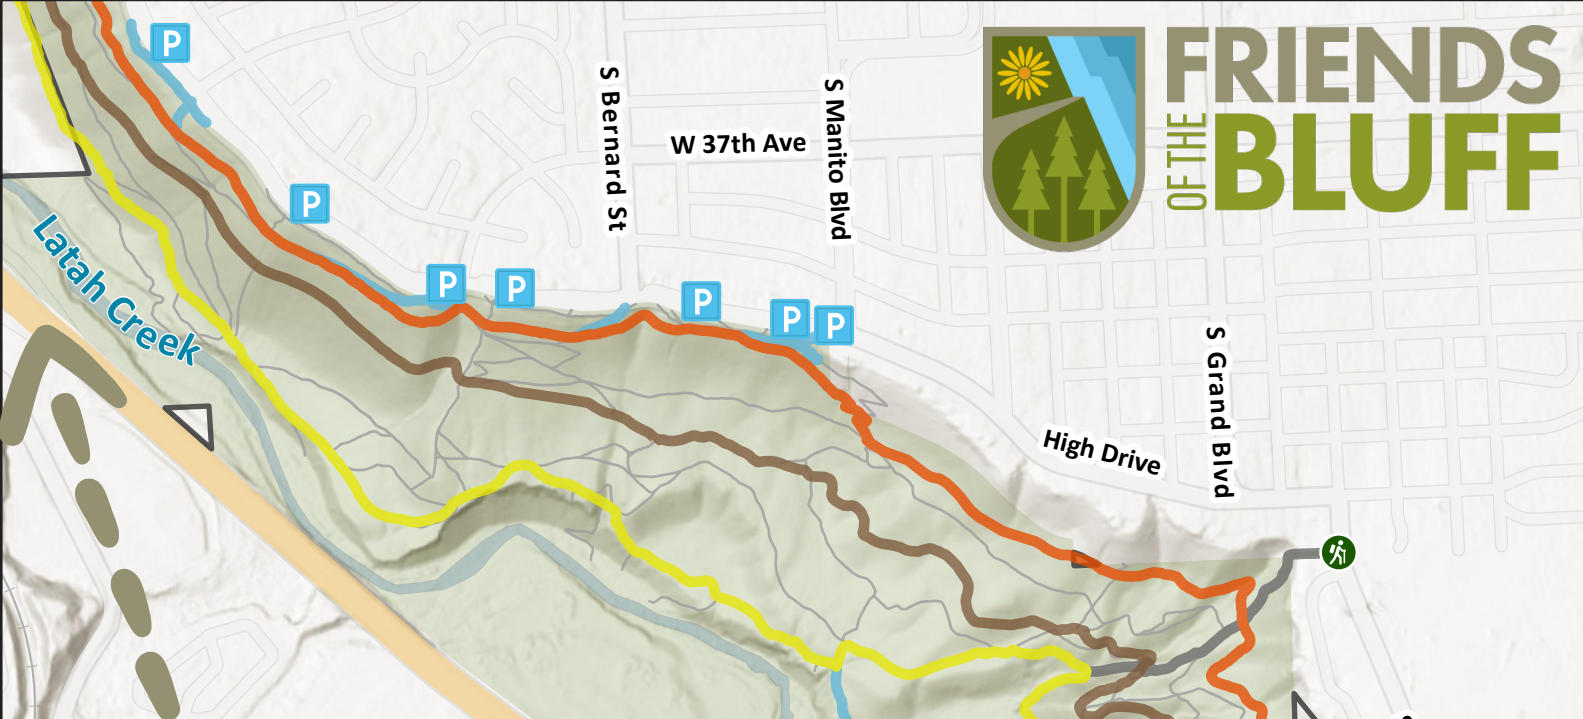 P
S Bernard St
S Manito Blvd
W 37th Ave
FRIENDS
OF THE
BLUFF
P
Latah Creek
P
P
P
P
P
S Grand Blvd
High Drive